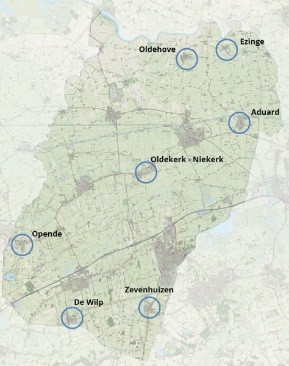 Ezinge
Oldehove
Aduard
Oldekerk - Niekerk
Opende
Zevenhuizen
De Wilp